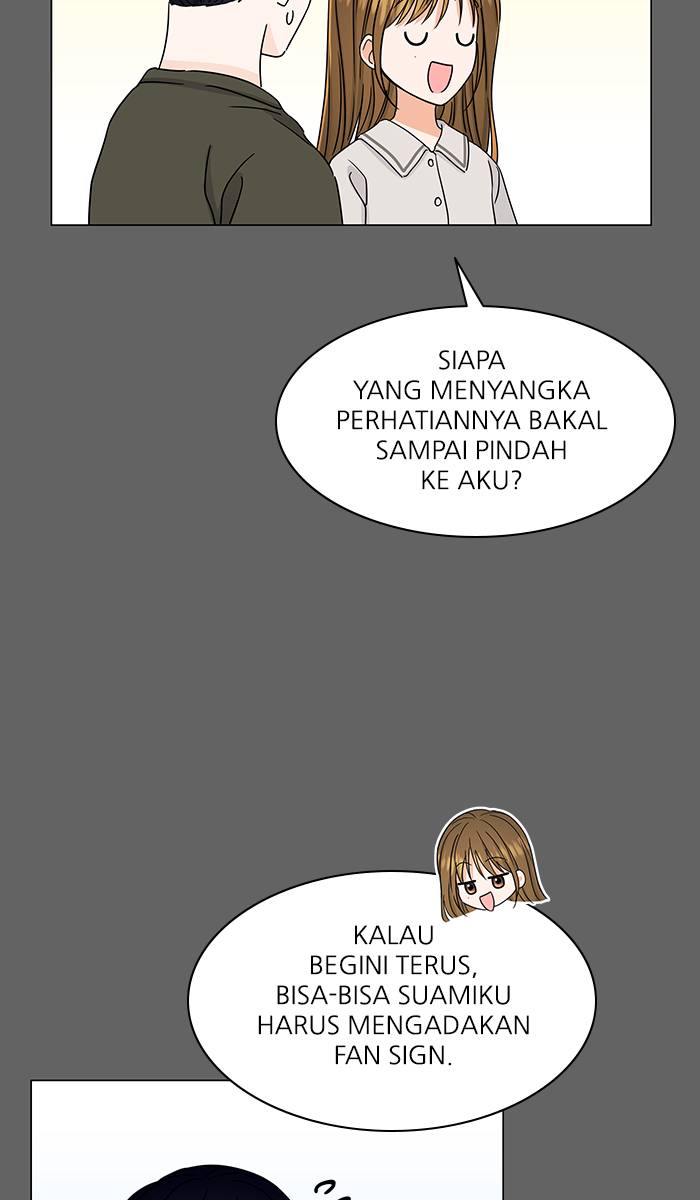 SIAPA
YANG MENYANGKA
PERHATIANNYA BAKAL
SAMPAI PINDAH
KE AKU?
KALAU
BEGINI TERUS,
BISA-BISA SUAMIKU
HARUS MENGADAKAN
FAN SIGN.